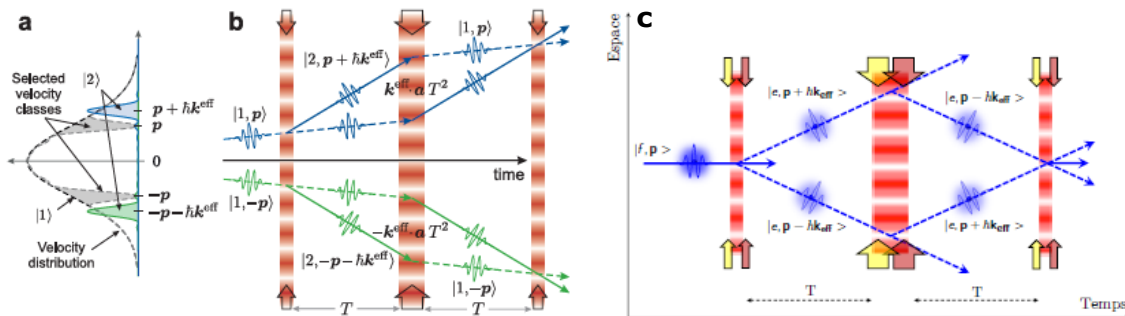 a
Selected
velocity
classes
|2⟩
p + ℏk^eff
p
0
−p
−p−ℏk^eff
|1⟩
Velocity
distribution
b
|1, p⟩
|2, p + ℏk^eff⟩
|1, p⟩
k^eff · a T²
time
|1,−p⟩
−k^eff · a T²
|2,−p−ℏk^eff⟩
|1,−p⟩
T
T
c
Espace
|e, p + ℏk_eff >
|e, p − ℏk_eff >
|f, p >
|e, p − ℏk_eff >
|e, p + ℏk_eff >
T
T
Temps